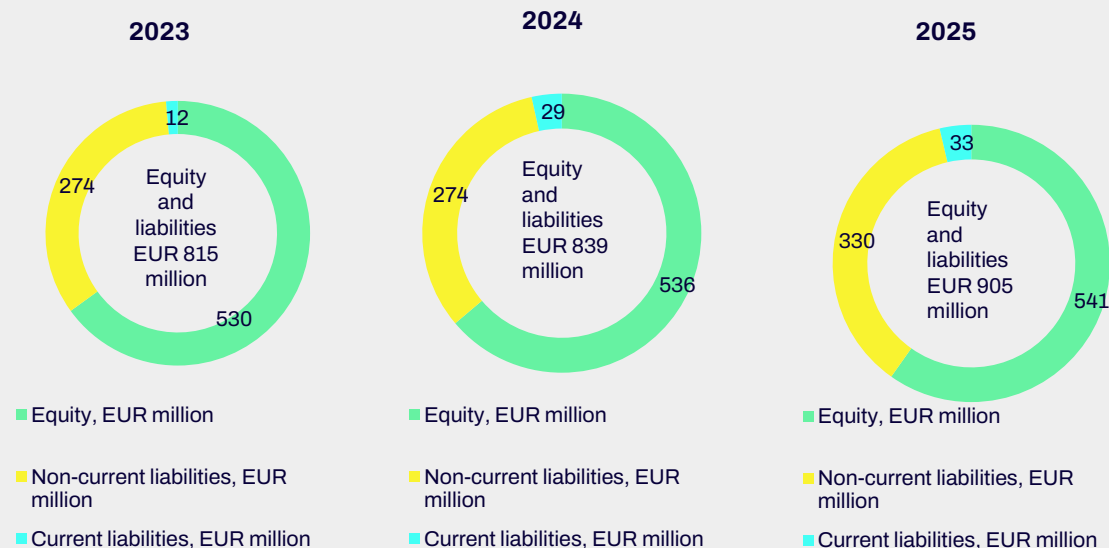 2023
12
274
Equity
and
liabilities
EUR 815
million
530
Equity, EUR million
Non-current liabilities, EUR
million
Current liabilities, EUR million
2024
29
274
Equity
and
liabilities
EUR 839
million
536
Equity, EUR million
Non-current liabilities, EUR
million
Current liabilities, EUR million
2025
33
330
Equity
and
liabilities
EUR 905
million
541
Equity, EUR million
Non-current liabilities, EUR
million
Current liabilities, EUR million